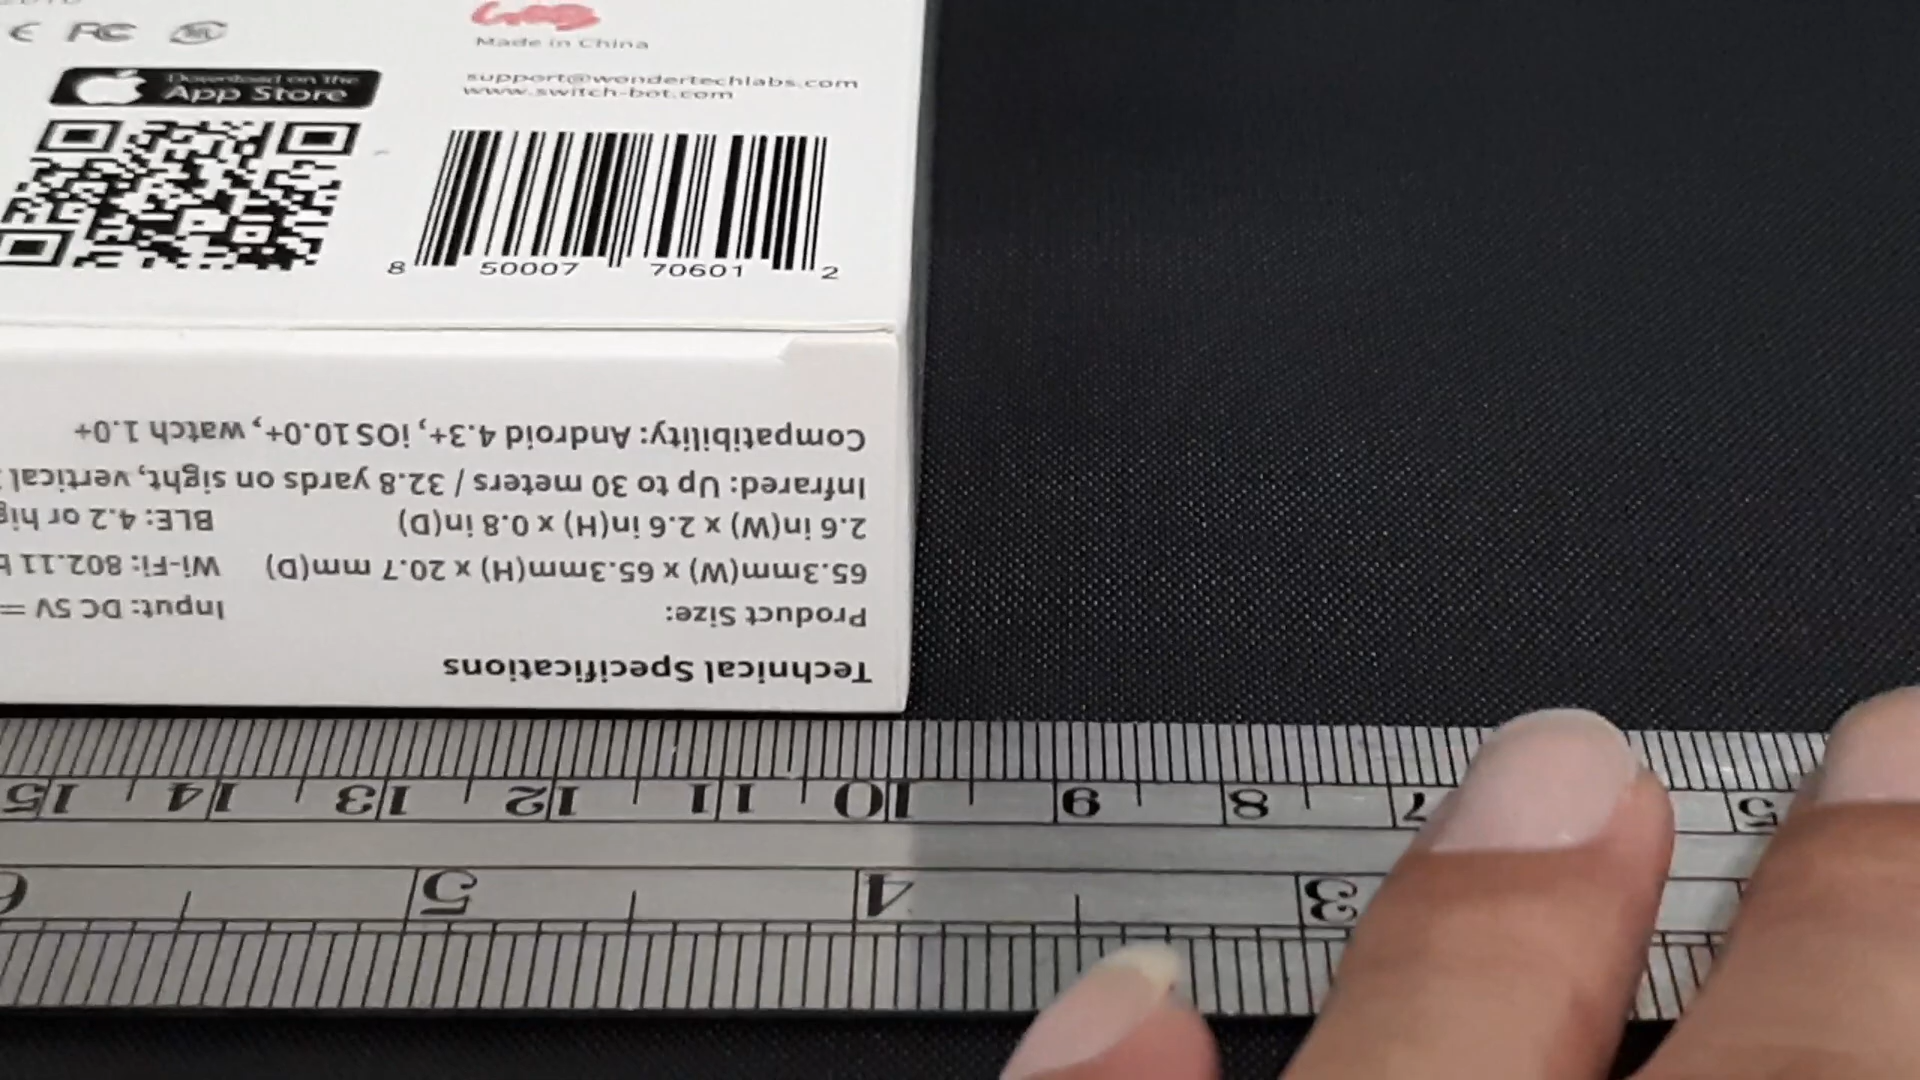 Made in China
Download on the
App Store
support@wondertechlabs.com
www.switch-bot.com
8 50007 70601 2
Technical Specifications
Product Size:
65.3mm(W) x 65.3mm(H) x 20.7 mm(D)
2.6 in(W) x 2.6 in(H) x 0.8 in(D)
Input: DC 5V ⎓
Wi-Fi: 802.11
BLE: 4.2 or
Infrared: Up to 30 meters / 32.8 yards on sight, vertical
Compatibility: Android 4.3+, iOS 10.0+, watch 1.0+
15 14 13 12 11 10 9 8 7 5
6 5 4 3